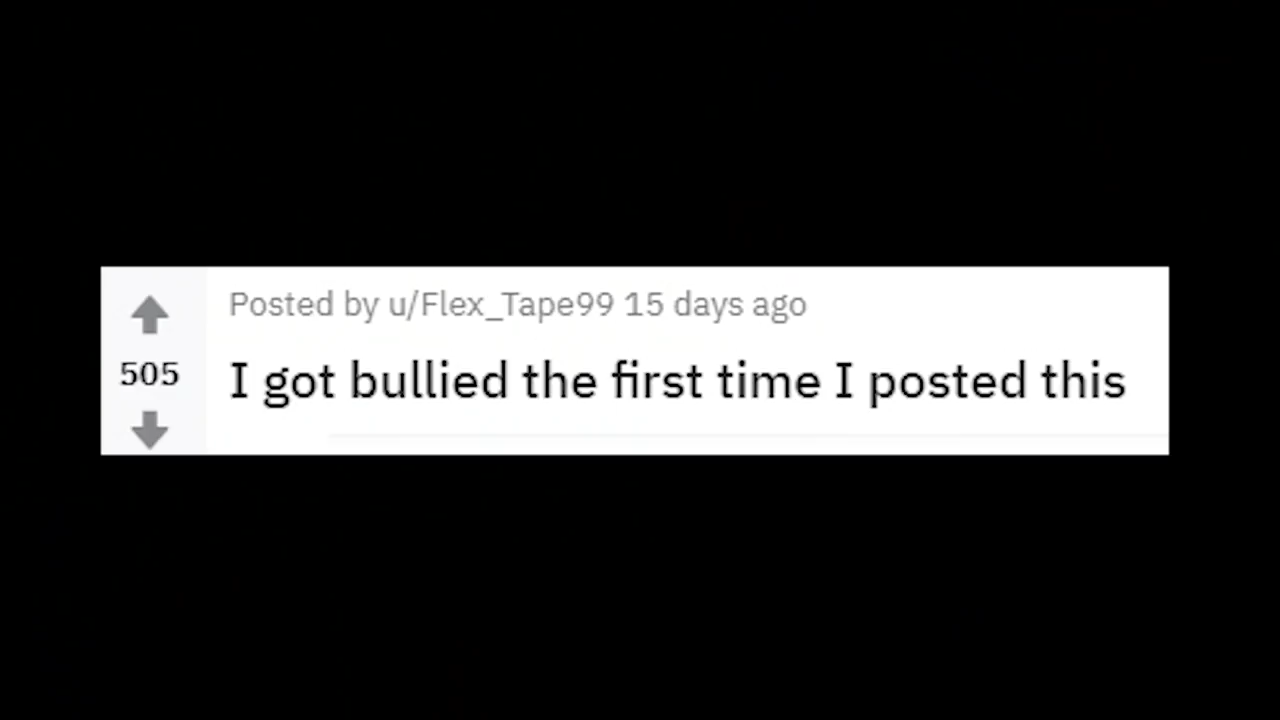 Posted by u/Flex_Tape99 15 days ago
505
I got bullied the first time I posted this